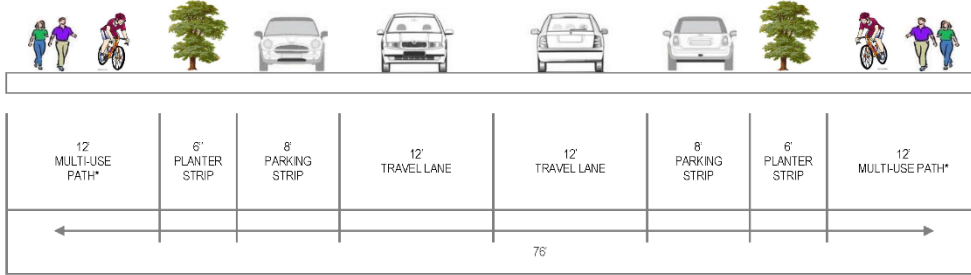 12'
MULTI-USE
PATH*
6"
PLANTER
STRIP
8'
PARKING
STRIP
12'
TRAVEL LANE
12'
TRAVEL LANE
8'
PARKING
STRIP
6'
PLANTER
STRIP
12'
MULTI-USE PATH*
76'